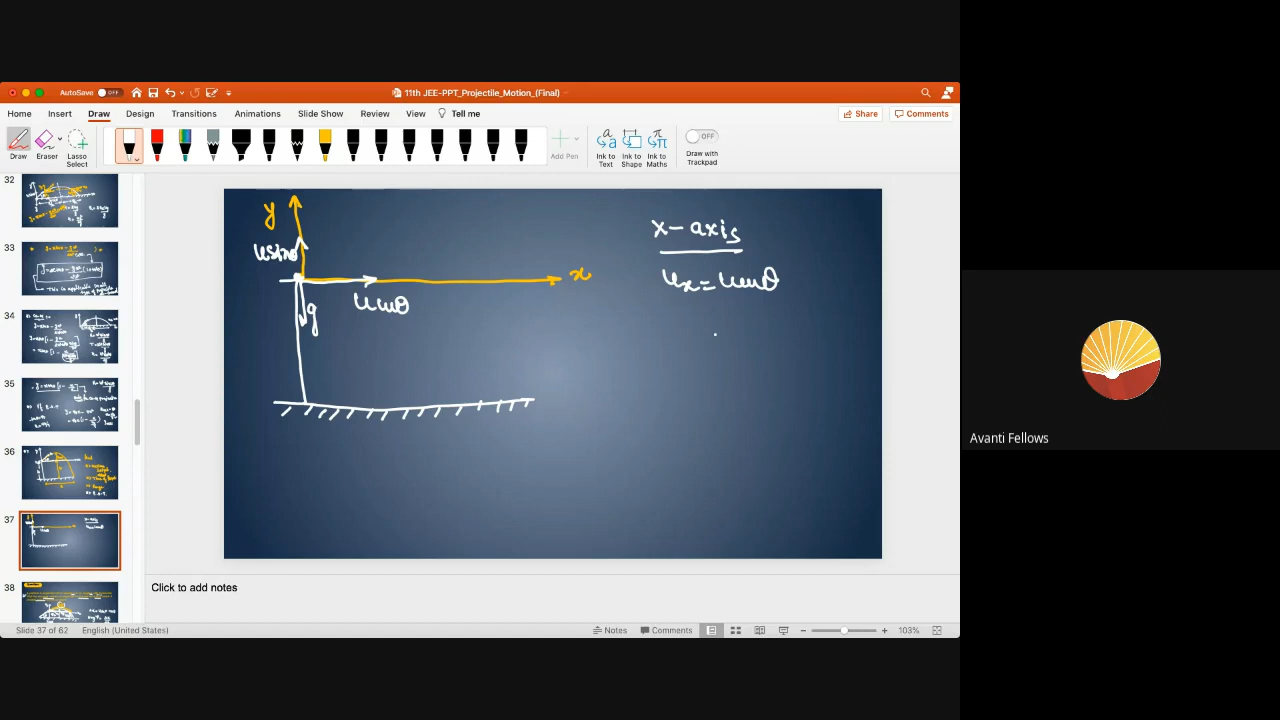 AutoSave OFF
11th JEE-PPT_Projectile_Motion_(Final)
Home Insert Draw Design Transitions Animations Slide Show Review View Tell me Share Comments
Draw Eraser Lasso Select Add Pen Ink to Text Ink to Shape Ink to Maths OFF Draw with Trackpad
32
33
34
35
36
37
38
y
usinθ
x
ucosθ
g
x-axis
uₓ = ucosθ
Avanti Fellows
Click to add notes
Slide 37 of 62 English (United States) Notes Comments 103%